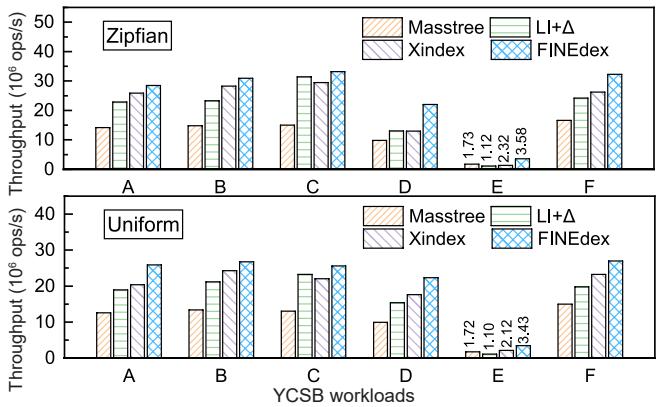 Throughput (10⁶ ops/s)
50
40
30
20
10
0
Zipfian
Masstree
LI+Δ
Xindex
FINEdex
1.73
1.12
2.32
3.58
A B C D E F
Throughput (10⁶ ops/s)
40
30
20
10
0
Uniform
Masstree
LI+Δ
Xindex
FINEdex
1.72
1.10
2.12
3.43
A B C D E F
YCSB workloads